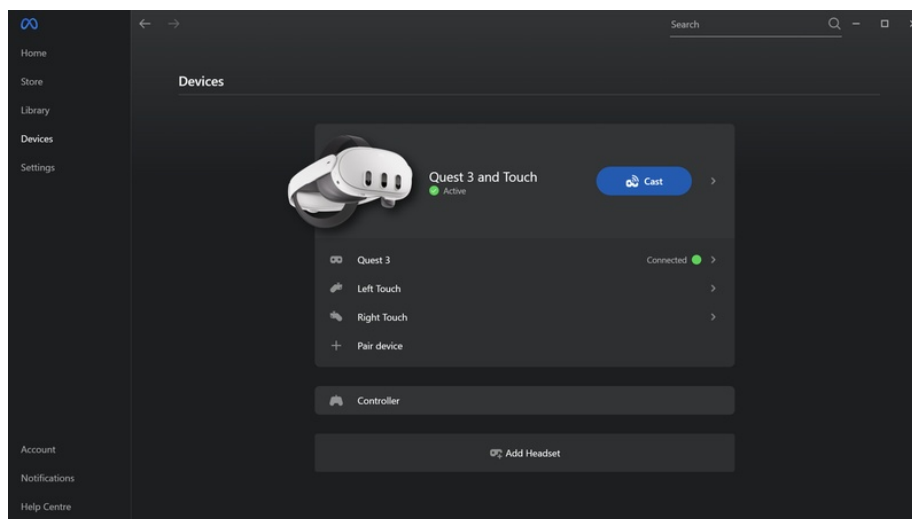 Search
Home
Store
Library
Devices
Settings
Devices
Quest 3 and Touch
Active
Cast
Quest 3
Connected
Left Touch
Right Touch
Pair device
Controller
Add Headset
Account
Notifications
Help Centre